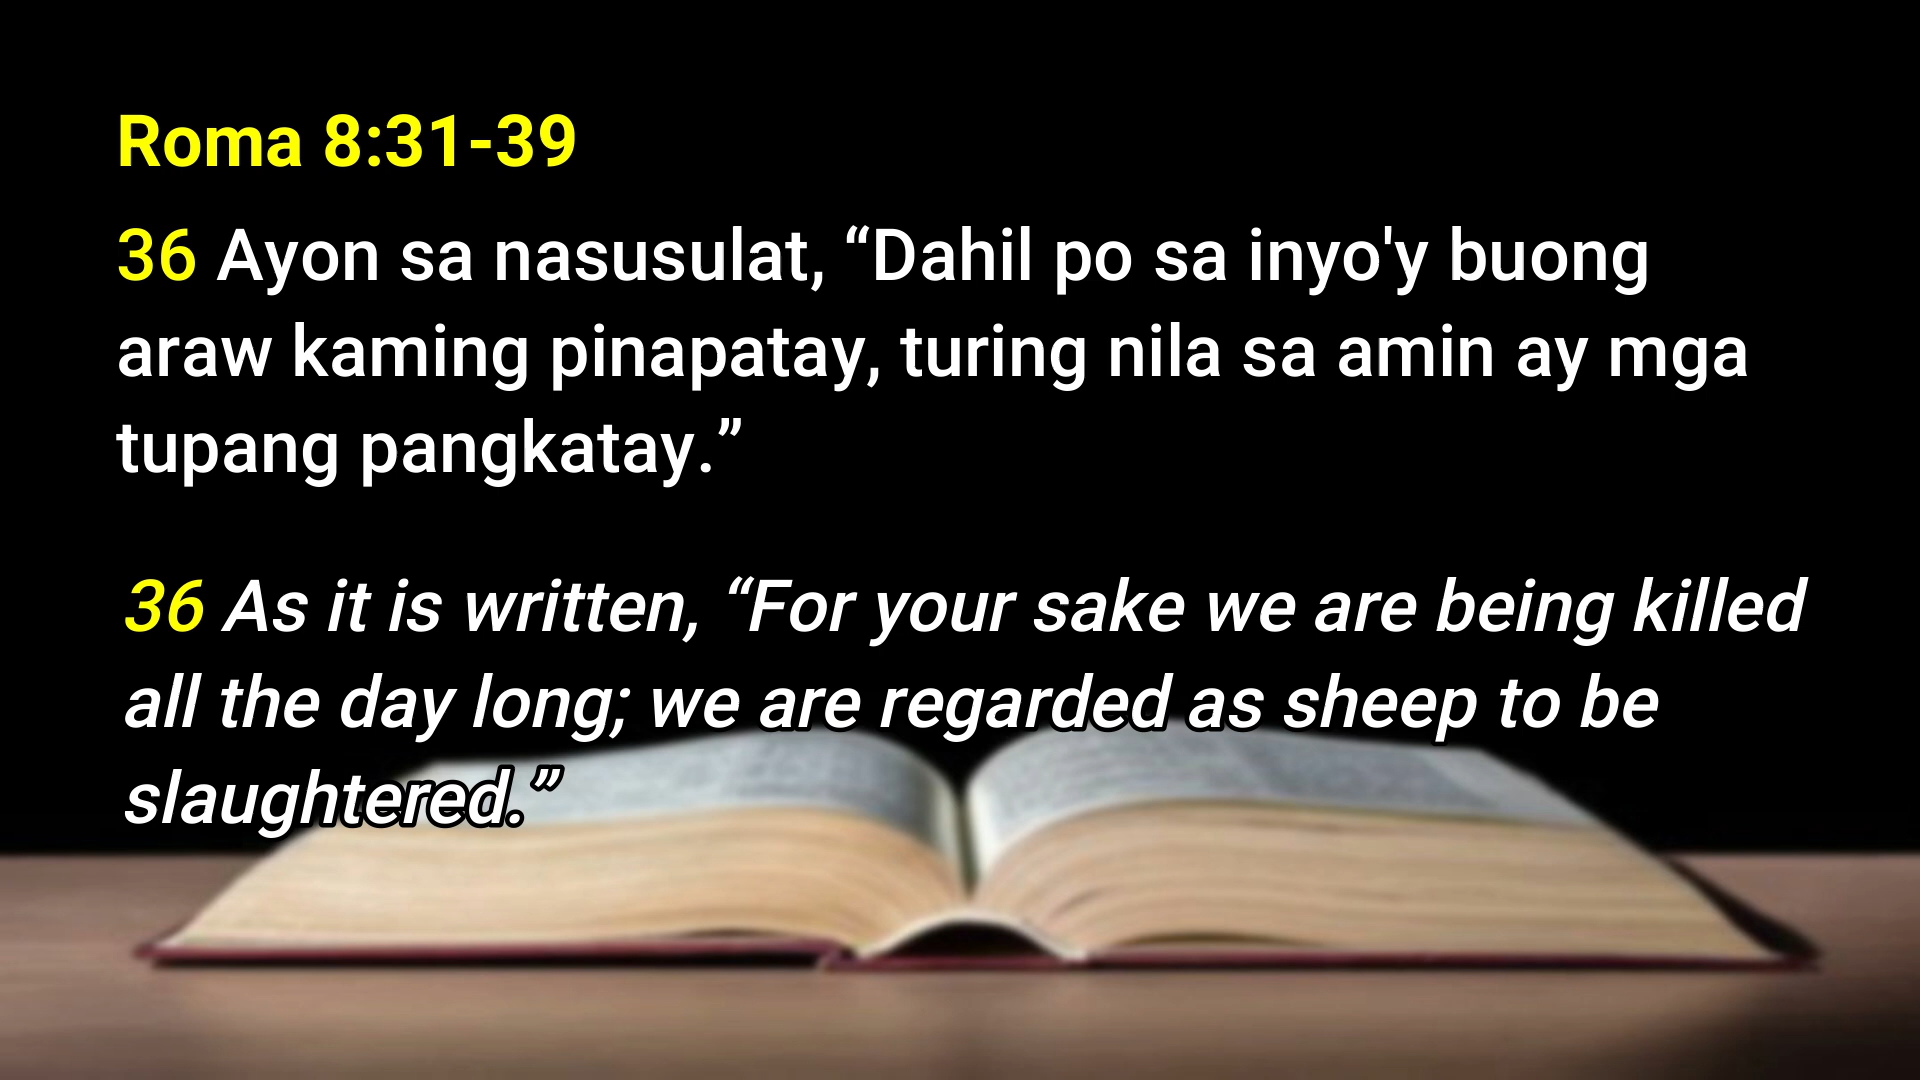 Roma 8:31-39
36 Ayon sa nasusulat, “Dahil po sa inyo'y buong
araw kaming pinapatay, turing nila sa amin ay mga
tupang pangkatay.”
36 As it is written, “For your sake we are being killed
all the day long; we are regarded as sheep to be
slaughtered.”